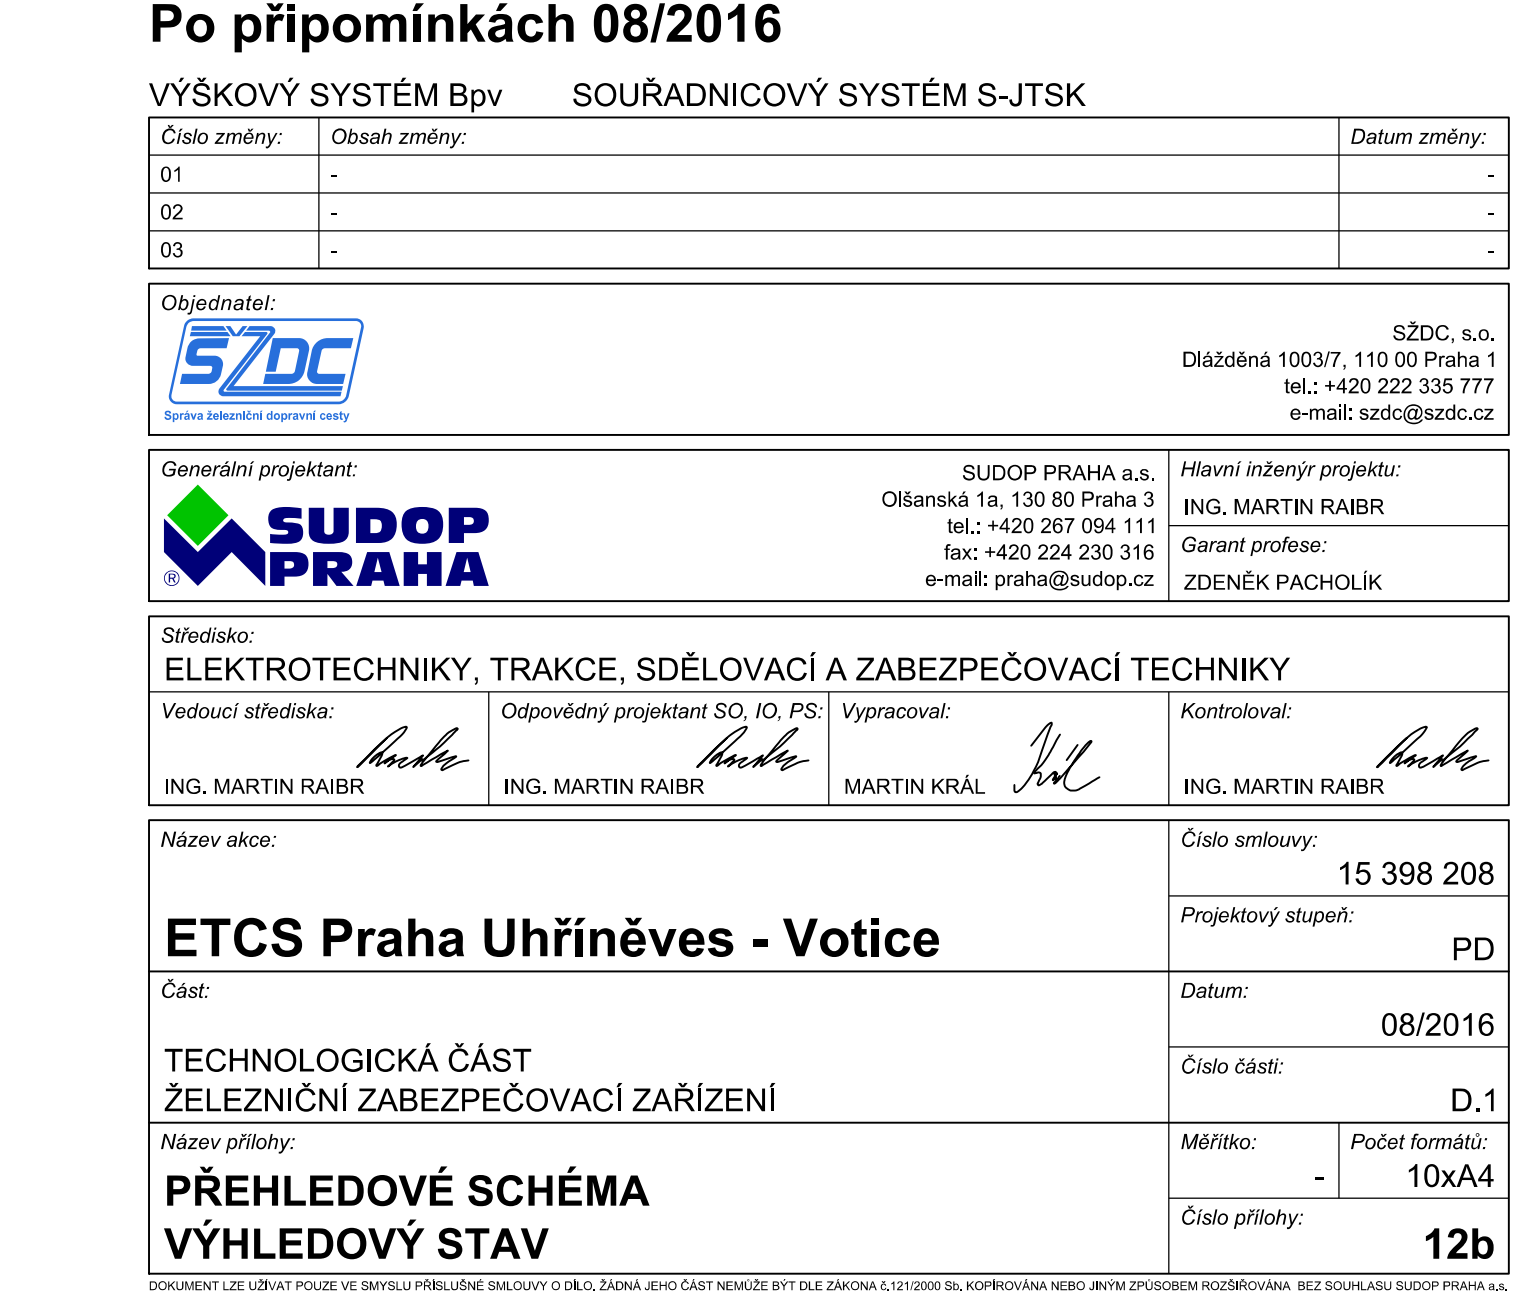 Po připomínkách 08/2016
VÝŠKOVÝ SYSTÉM Bpv SOUŘADNICOVÝ SYSTÉM S-JTSK
Číslo změny: Obsah změny: Datum změny:
01 - -
02 - -
03 - -
Objednatel:
SŽDC
Správa železniční dopravní cesty
SŽDC, s.o.
Dlážděná 1003/7, 110 00 Praha 1
tel.: +420 222 335 777
e-mail: szdc@szdc.cz
Generální projektant:
SUDOP
PRAHA
®
SUDOP PRAHA a.s.
Olšanská 1a, 130 80 Praha 3
tel.: +420 267 094 111
fax: +420 224 230 316
e-mail: praha@sudop.cz
Hlavní inženýr projektu:
ING. MARTIN RAIBR
Garant profese:
ZDENĚK PACHOLÍK
Středisko:
ELEKTROTECHNIKY, TRAKCE, SDĚLOVACÍ A ZABEZPEČOVACÍ TECHNIKY
Vedoucí střediska:
ING. MARTIN RAIBR
Odpovědný projektant SO, IO, PS:
ING. MARTIN RAIBR
Vypracoval:
MARTIN KRÁL Král
Kontroloval:
ING. MARTIN RAIBR
Název akce:
ETCS Praha Uhříněves - Votice
Číslo smlouvy:
15 398 208
Projektový stupeň:
PD
Část:
TECHNOLOGICKÁ ČÁST
ŽELEZNIČNÍ ZABEZPEČOVACÍ ZAŘÍZENÍ
Datum:
08/2016
Číslo části:
D.1
Název přílohy:
PŘEHLEDOVÉ SCHÉMA
VÝHLEDOVÝ STAV
Měřítko:
-
Počet formátů:
10xA4
Číslo přílohy:
12b
DOKUMENT LZE UŽÍVAT POUZE VE SMYSLU PŘÍSLUŠNÉ SMLOUVY O DÍLO. ŽÁDNÁ JEHO ČÁST NEMŮŽE BÝT DLE ZÁKONA č.121/2000 Sb. KOPÍROVÁNA NEBO JINÝM ZPŮSOBEM ROZŠIŘOVÁNA BEZ SOUHLASU SUDOP PRAHA a.s.